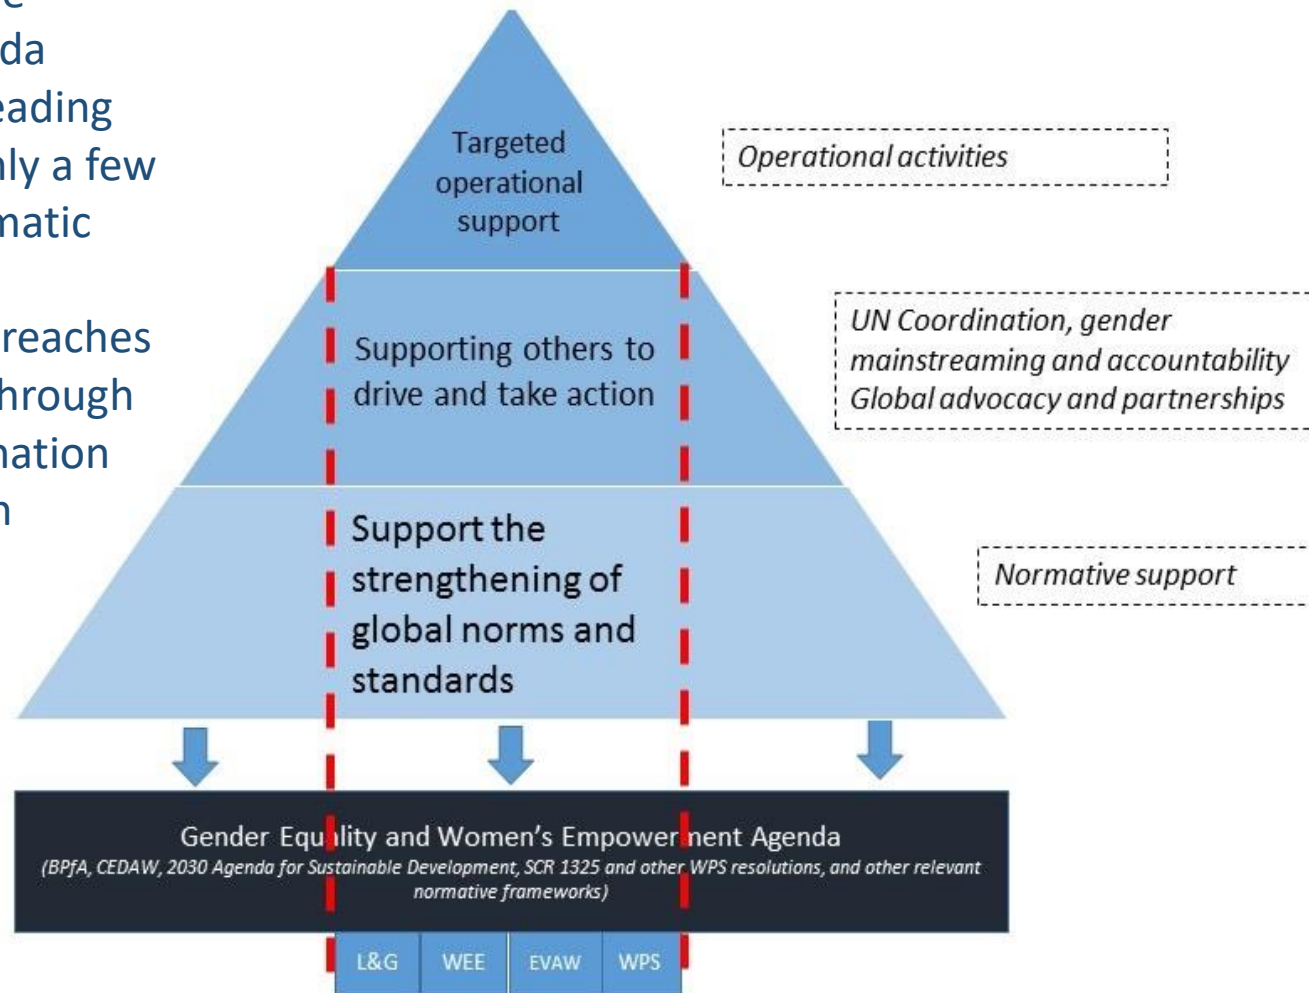 da
eading
nly a few
matic
reaches
through
nation
n
Targeted
operational
support
Operational activities
Supporting others to
drive and take action
UN Coordination, gender
mainstreaming and accountability
Global advocacy and partnerships
Support the
strengthening of
global norms and
standards
Normative support
Gender Equality and Women's Empowerment Agenda
(BPfA, CEDAW, 2030 Agenda for Sustainable Development, SCR 1325 and other WPS resolutions, and other relevant
normative frameworks)
L&G WEE EVAW WPS